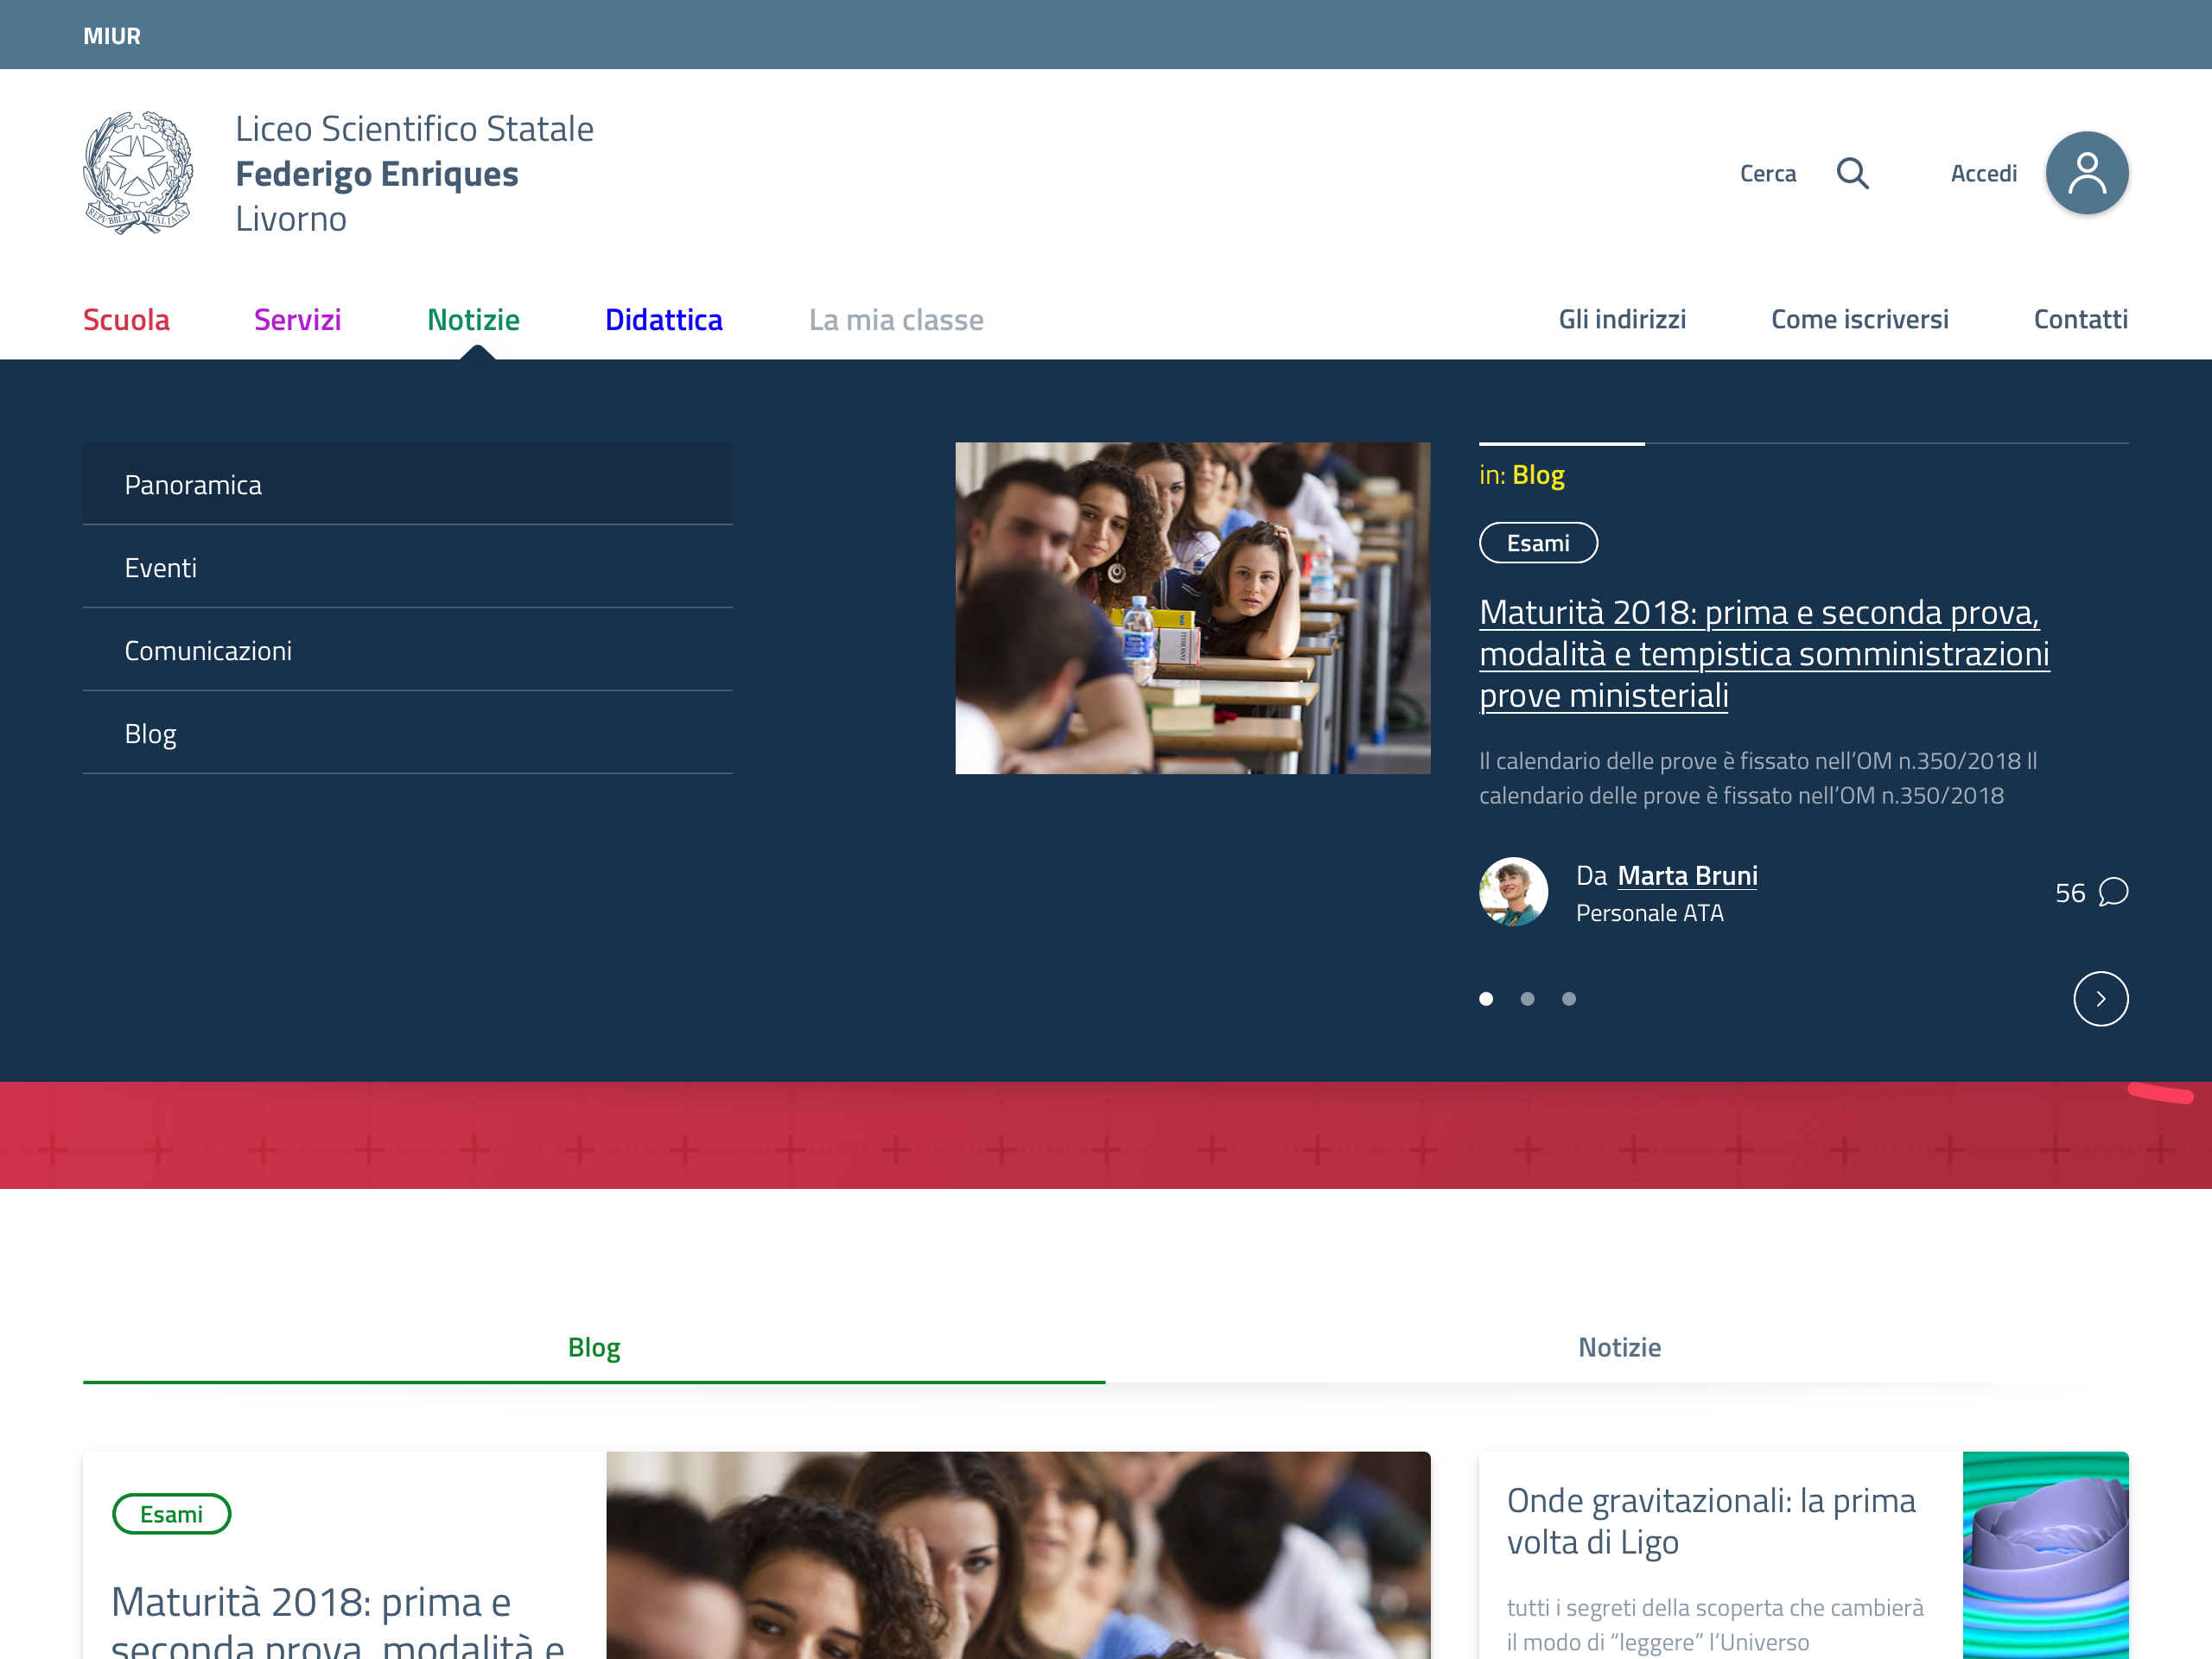 MIUR
Liceo Scientifico Statale
Federigo Enriques
Livorno
REPVBBLICA ITALIANA
Cerca
Accedi
Scuola
Servizi
Notizie
Didattica
La mia classe
Gli indirizzi
Come iscriversi
Contatti
Panoramica
Eventi
Comunicazioni
Blog
in: Blog
Esami
Maturità 2018: prima e seconda prova,
modalità e tempistica somministrazioni
prove ministeriali
Il calendario delle prove è fissato nell’OM n.350/2018 Il
calendario delle prove è fissato nell’OM n.350/2018
Da Marta Bruni
Personale ATA
56
Blog
Notizie
Esami
Maturità 2018: prima e
seconda prova, modalità e
Onde gravitazionali: la prima
volta di Ligo
tutti i segreti della scoperta che cambierà
il modo di “leggere” l’Universo